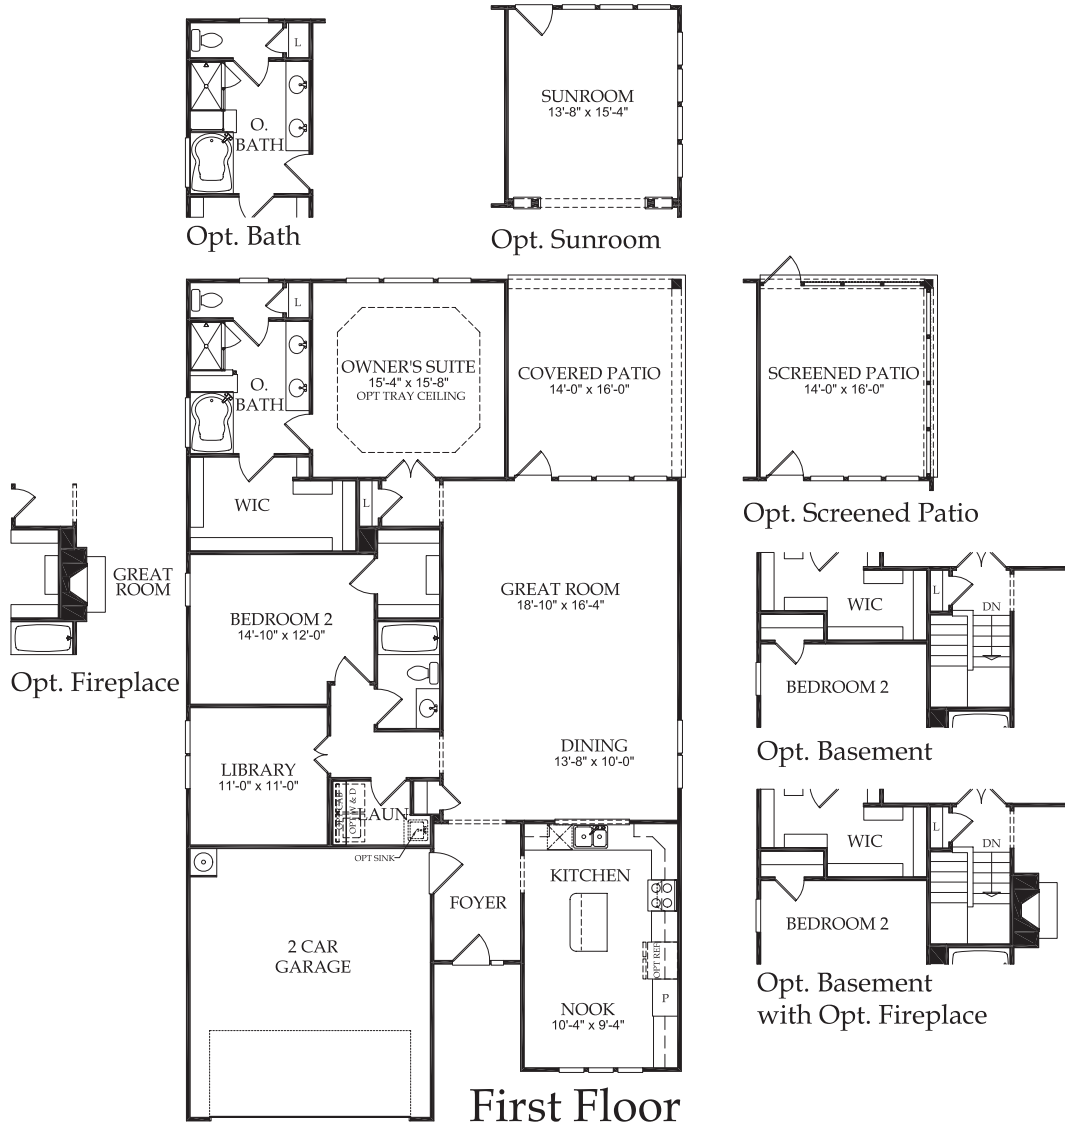 L
O.
BATH
Opt. Bath
SUNROOM
13'-8" x 15'-4"
Opt. Sunroom
L
O.
BATH
OWNER'S SUITE
15'-4" x 15'-8"
OPT TRAY CEILING
COVERED PATIO
14'-0" x 16'-0"
SCREENED PATIO
14'-0" x 16'-0"
Opt. Screened Patio
WIC
L
GREAT
ROOM
Opt. Fireplace
BEDROOM 2
14'-10" x 12'-0"
GREAT ROOM
18'-10" x 16'-4"
WIC
L
DN
BEDROOM 2
Opt. Basement
LIBRARY
11'-0" x 11'-0"
DINING
13'-8" x 10'-0"
OPT W & D
LAUN
OPT SINK
WIC
L
DN
BEDROOM 2
Opt. Basement
with Opt. Fireplace
KITCHEN
FOYER
2 CAR
GARAGE
OPT REF
P
NOOK
10'-4" x 9'-4"
First Floor